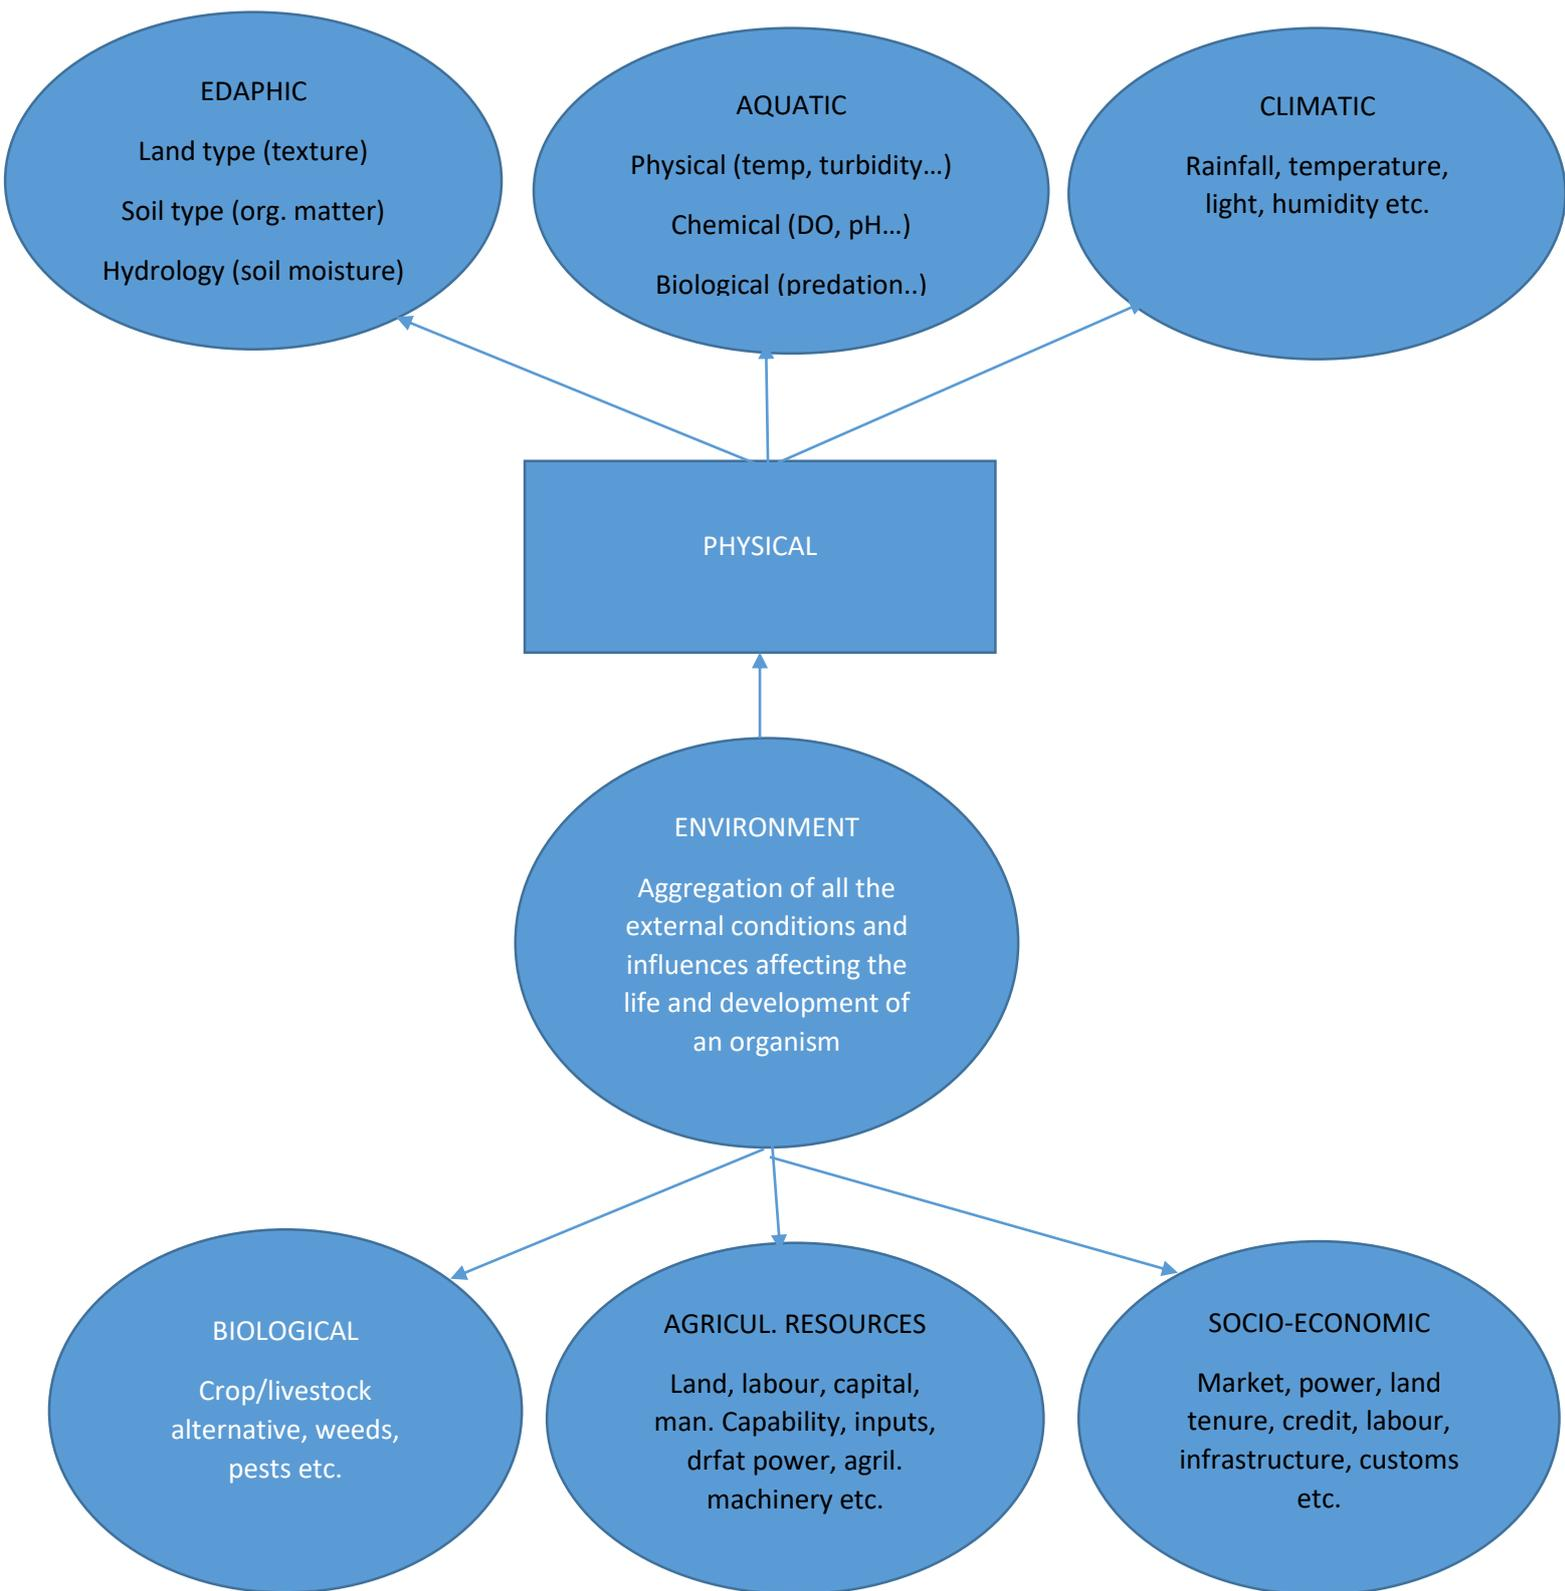 EDAPHIC
Land type (texture)
Soil type (org. matter)
Hydrology (soil moisture)
AQUATIC
Physical (temp, turbidity...)
Chemical (DO, pH...)
Biological (predation..)
CLIMATIC
Rainfall, temperature,
light, humidity etc.
PHYSICAL
ENVIRONMENT
Aggregation of all the
external conditions and
influences affecting the
life and development of
an organism
BIOLOGICAL
Crop/livestock
alternative, weeds,
pests etc.
AGRICUL. RESOURCES
Land, labour, capital,
man. Capability, inputs,
drfat power, agril.
machinery etc.
SOCIO-ECONOMIC
Market, power, land
tenure, credit, labour,
infrastructure, customs
etc.